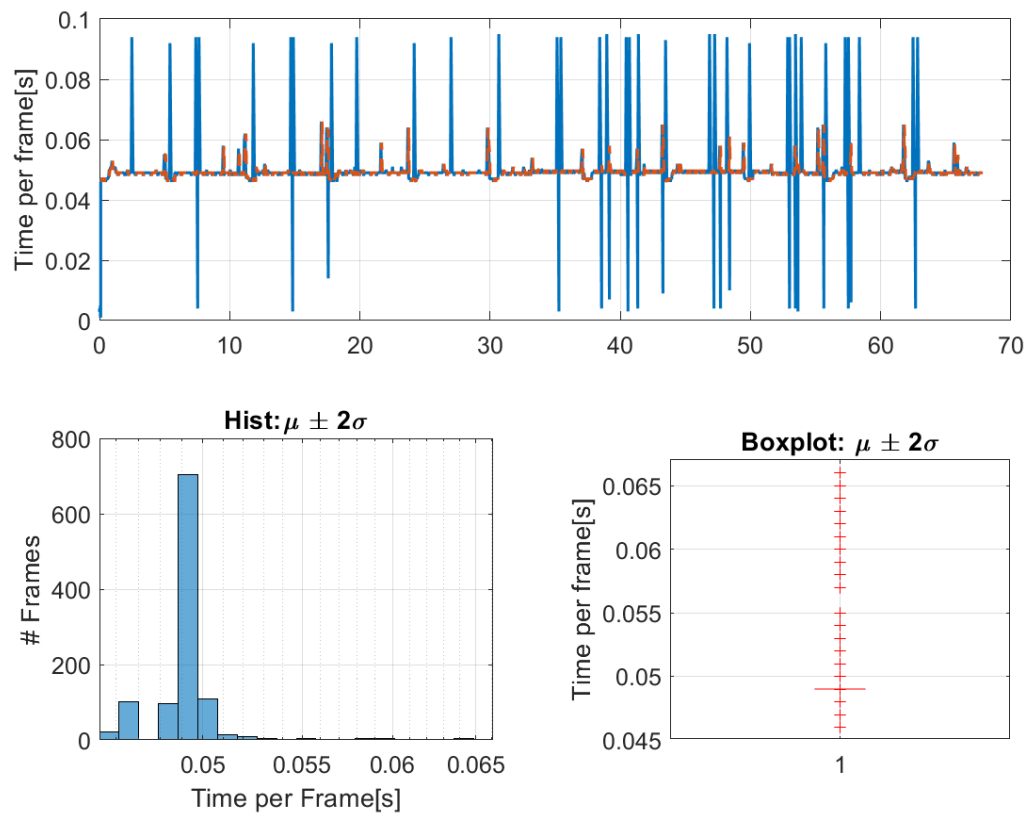 0.1
0.08
0.06
0.04
0.02
0
Time per frame[s]
0 10 20 30 40 50 60 70
Hist: μ ± 2σ
800
600
400
200
0
# Frames
0.05 0.055 0.06 0.065
Time per Frame[s]
Boxplot: μ ± 2σ
0.065
0.06
0.055
0.05
0.045
Time per frame[s]
1